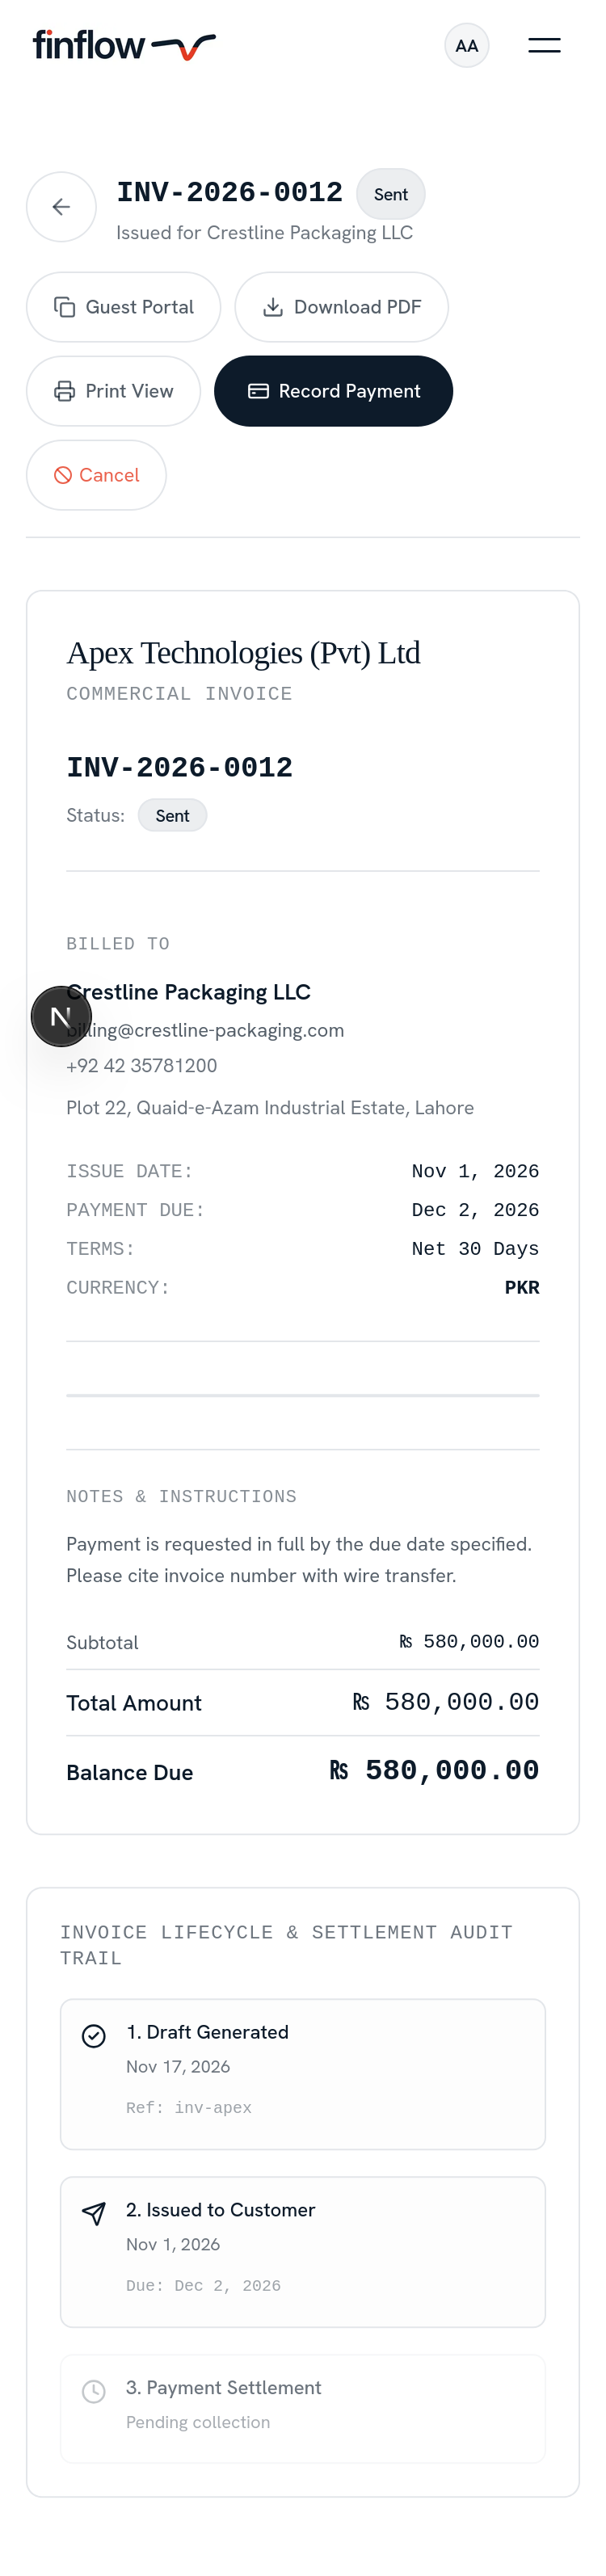 finflow
AA
INV-2026-0012 Sent
Issued for Crestline Packaging LLC
Guest Portal Download PDF
Print View Record Payment
Cancel
Apex Technologies (Pvt) Ltd
COMMERCIAL INVOICE
INV-2026-0012
Status: Sent
BILLED TO
Crestline Packaging LLC
N
billing@crestline-packaging.com
+92 42 35781200
Plot 22, Quaid-e-Azam Industrial Estate, Lahore
ISSUE DATE: Nov 1, 2026
PAYMENT DUE: Dec 2, 2026
TERMS: Net 30 Days
CURRENCY: PKR
NOTES & INSTRUCTIONS
Payment is requested in full by the due date specified.
Please cite invoice number with wire transfer.
Subtotal ₨ 580,000.00
Total Amount ₨ 580,000.00
Balance Due ₨ 580,000.00
INVOICE LIFECYCLE & SETTLEMENT AUDIT
TRAIL
1. Draft Generated
Nov 17, 2026
Ref: inv-apex
2. Issued to Customer
Nov 1, 2026
Due: Dec 2, 2026
3. Payment Settlement
Pending collection